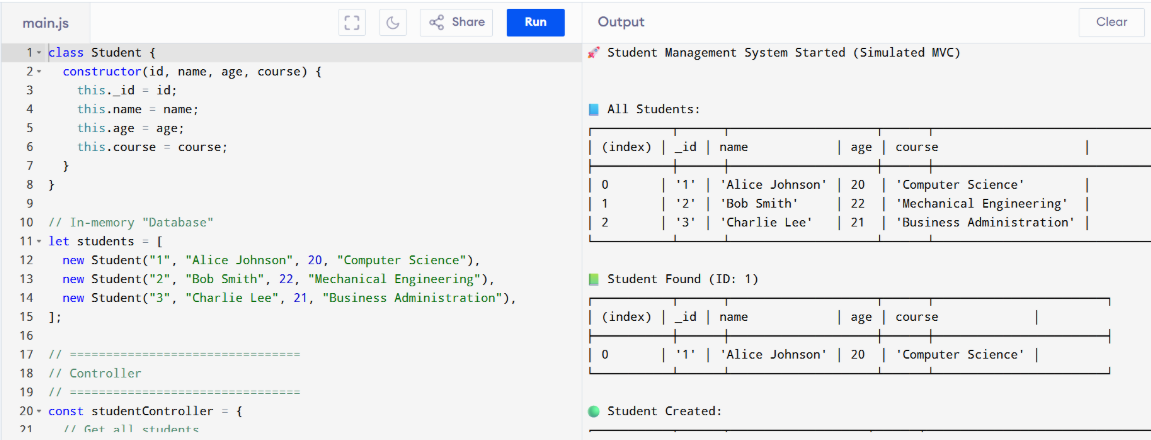 main.js
Share
Run
Output
Clear
1 class Student {
2 constructor(id, name, age, course) {
3 this._id = id;
4 this.name = name;
5 this.age = age;
6 this.course = course;
7 }
8 }
9
10 // In-memory "Database"
11 let students = [
12 new Student("1", "Alice Johnson", 20, "Computer Science"),
13 new Student("2", "Bob Smith", 22, "Mechanical Engineering"),
14 new Student("3", "Charlie Lee", 21, "Business Administration"),
15 ];
16
17 // ================================
18 // Controller
19 // ================================
20 const studentController = {
21 // Get all students
🚀 Student Management System Started (Simulated MVC)
📘 All Students:
(index) | _id | name | age | course
0 | '1' | 'Alice Johnson' | 20 | 'Computer Science'
1 | '2' | 'Bob Smith' | 22 | 'Mechanical Engineering'
2 | '3' | 'Charlie Lee' | 21 | 'Business Administration'
📗 Student Found (ID: 1)
(index) | _id | name | age | course
0 | '1' | 'Alice Johnson' | 20 | 'Computer Science'
🟢 Student Created: